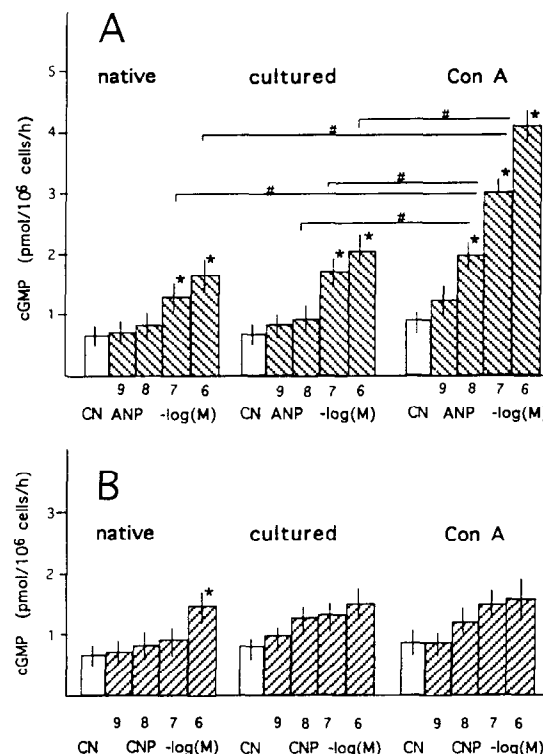 A
native cultured Con A
cGMP (pmol/10⁶ cells/h)
5
4
3
2
1
#
#
#
#
#
* *
* *
* * *
9 8 7 6 9 8 7 6 9 8 7 6
CN ANP -log(M) CN ANP -log(M) CN ANP -log(M)
B
native cultured Con A
cGMP (pmol/10⁶ cells/h)
3
2
1
*
9 8 7 6 9 8 7 6 9 8 7 6
CN CNP -log(M) CN CNP -log(M) CN CNP -log(M)